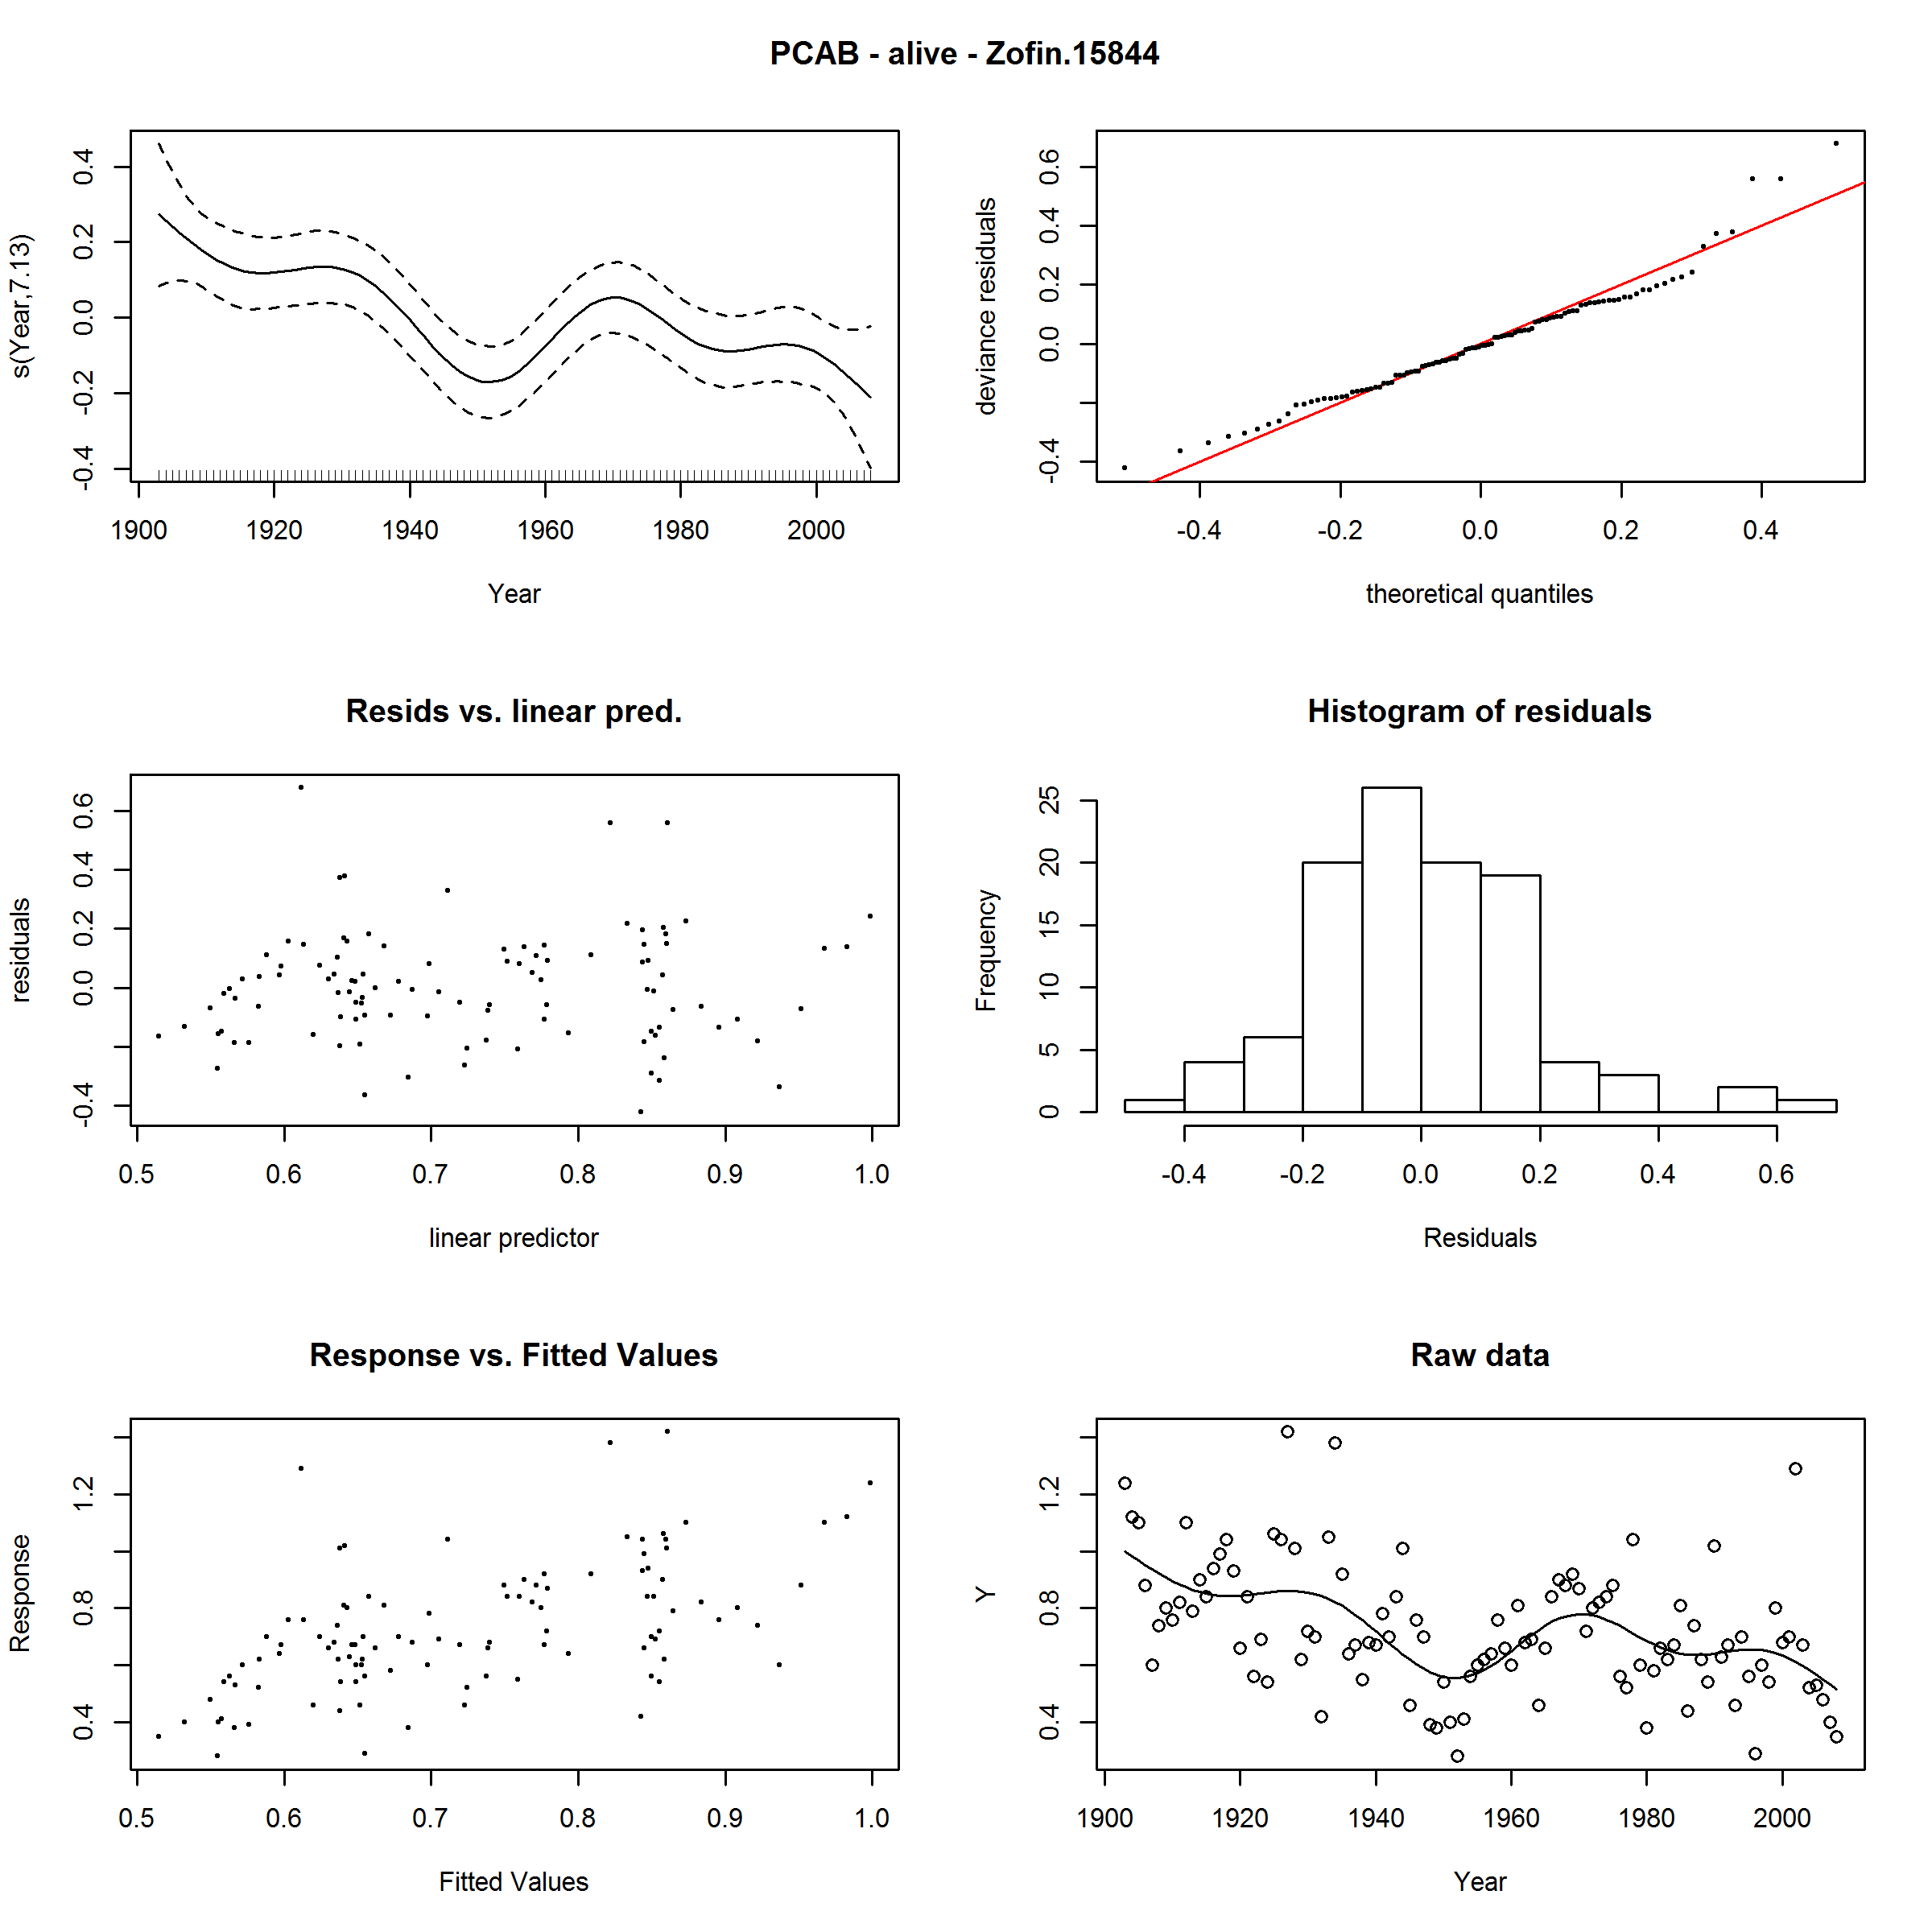 PCAB - alive - Zofin.15844
s(Year,7.13)
-0.4 -0.2 0.0 0.2 0.4
1900 1920 1940 1960 1980 2000
Year
deviance residuals
-0.4 0.0 0.2 0.4 0.6
-0.4 -0.2 0.0 0.2 0.4
theoretical quantiles
Resids vs. linear pred.
residuals
-0.4 0.0 0.2 0.4 0.6
0.5 0.6 0.7 0.8 0.9 1.0
linear predictor
Histogram of residuals
Frequency
0 5 10 15 20 25
-0.4 -0.2 0.0 0.2 0.4 0.6
Residuals
Response vs. Fitted Values
Response
0.4 0.8 1.2
0.5 0.6 0.7 0.8 0.9 1.0
Fitted Values
Raw data
Y
0.4 0.8 1.2
1900 1920 1940 1960 1980 2000
Year